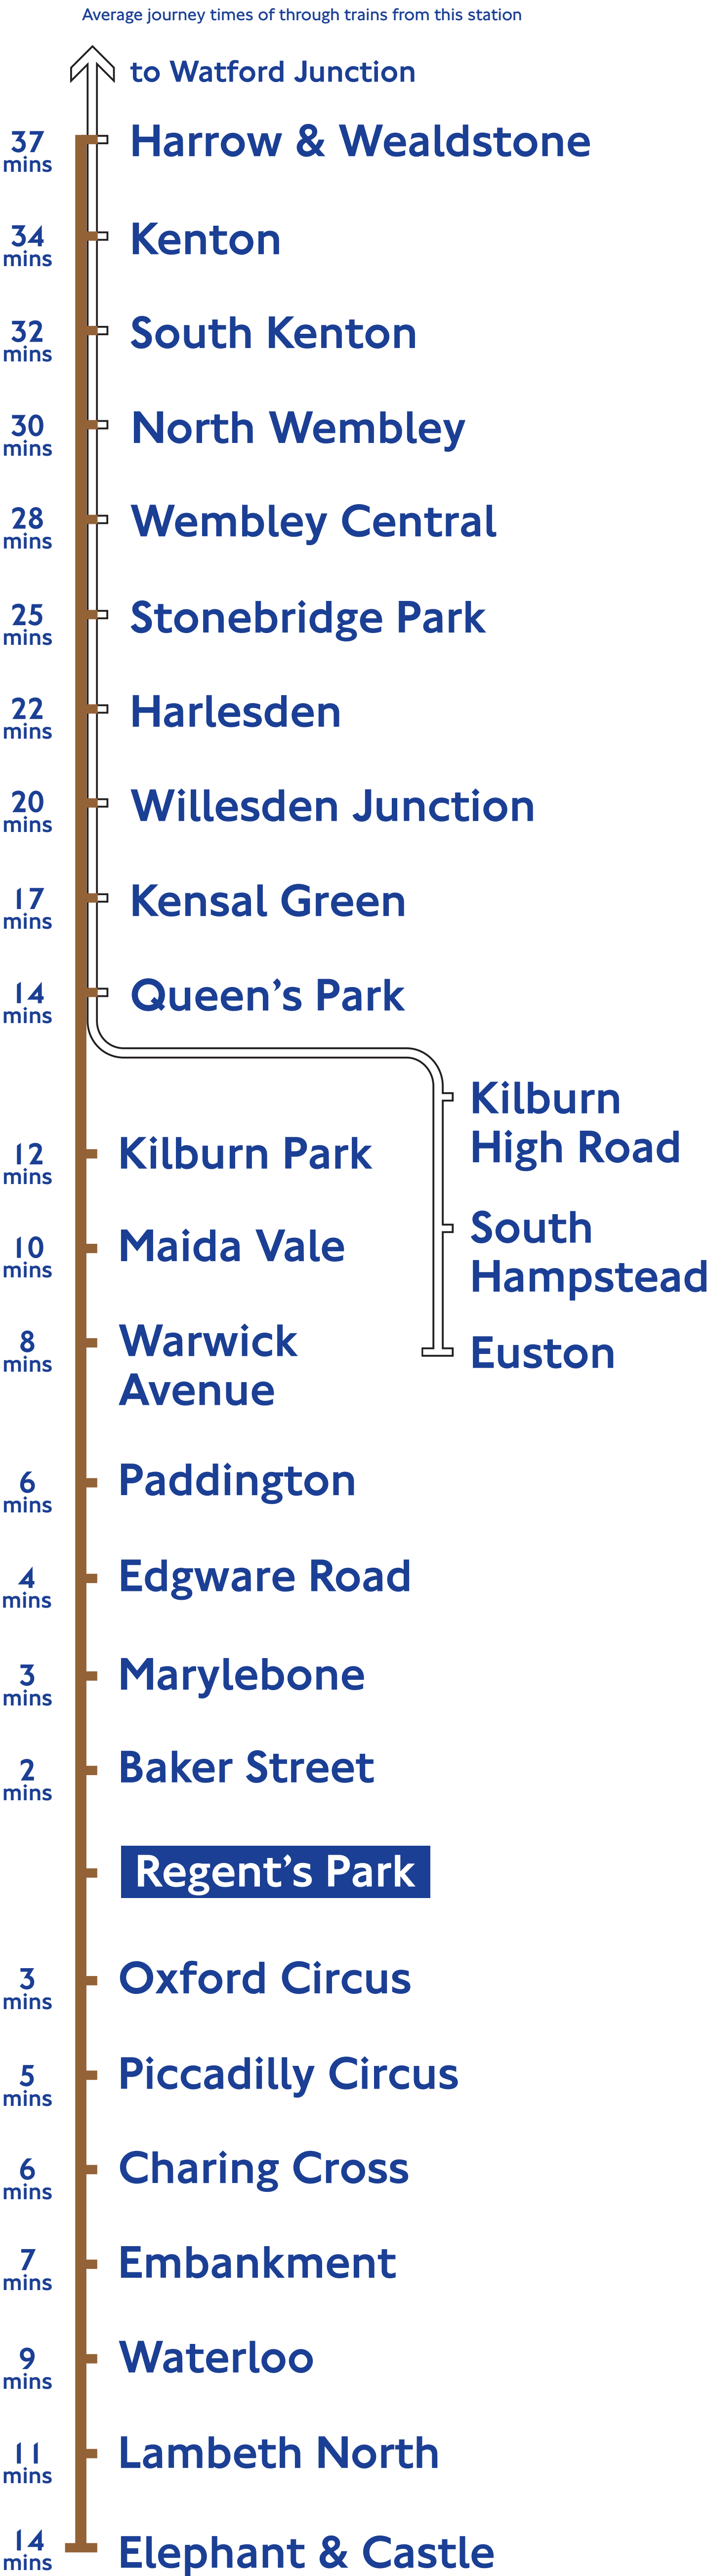 Average journey times of through trains from this station
to Watford Junction
37
mins
Harrow & Wealdstone
34
mins
Kenton
32
mins
South Kenton
30
mins
North Wembley
28
mins
Wembley Central
25
mins
Stonebridge Park
22
mins
Harlesden
20
mins
Willesden Junction
17
mins
Kensal Green
14
mins
Queen’s Park
Kilburn
High Road
12
mins
Kilburn Park
South
Hampstead
10
mins
Maida Vale
Euston
8
mins
Warwick
Avenue
6
mins
Paddington
4
mins
Edgware Road
3
mins
Marylebone
2
mins
Baker Street
Regent’s Park
3
mins
Oxford Circus
5
mins
Piccadilly Circus
6
mins
Charing Cross
7
mins
Embankment
9
mins
Waterloo
11
mins
Lambeth North
14
mins
Elephant & Castle